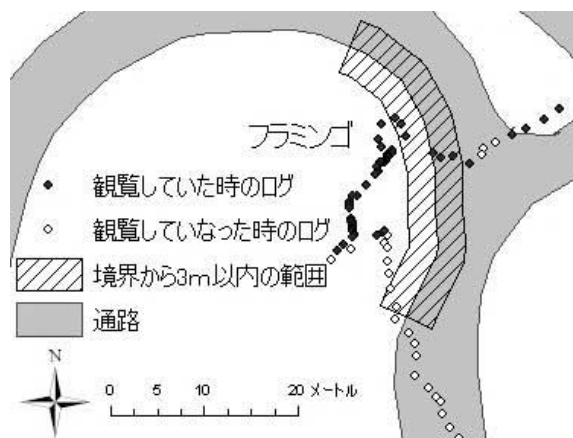 フラミンゴ
観覧していた時のログ
観覧していなった時のログ
境界から3m以内の範囲
通路
N
0 5 10 20 メートル